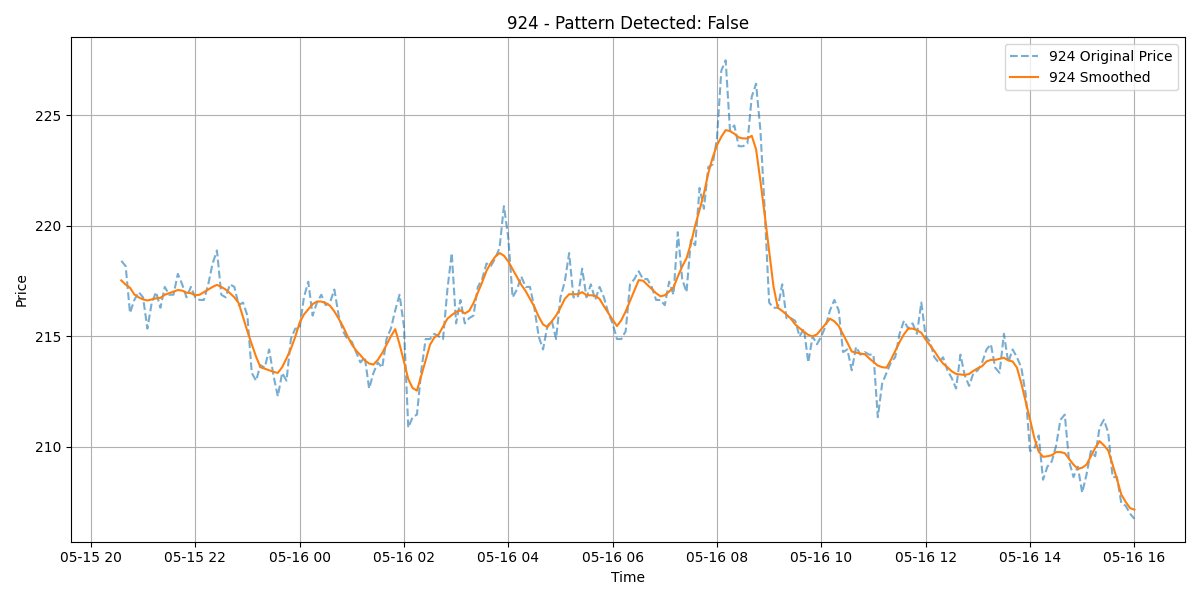 924 - Pattern Detected: False
924 Original Price
924 Smoothed
225
220
215
210
Price
05-15 20 05-15 22 05-16 00 05-16 02 05-16 04 05-16 06 05-16 08 05-16 10 05-16 12 05-16 14 05-16 16
Time